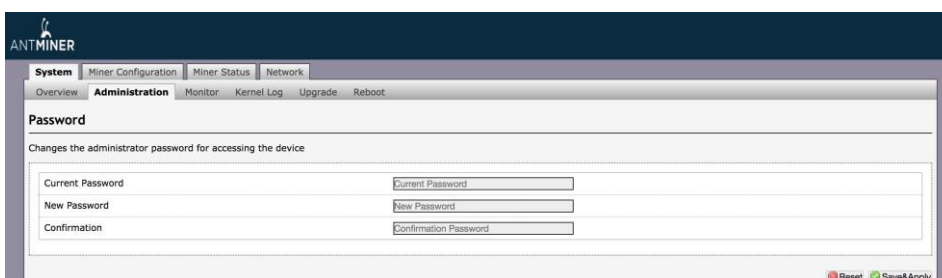 ANTMINER
System Miner Configuration Miner Status Network
Overview Administration Monitor Kernel Log Upgrade Reboot
Password
Changes the administrator password for accessing the device
Current Password Current Password
New Password New Password
Confirmation Confirmation Password
Reset Save&Apply